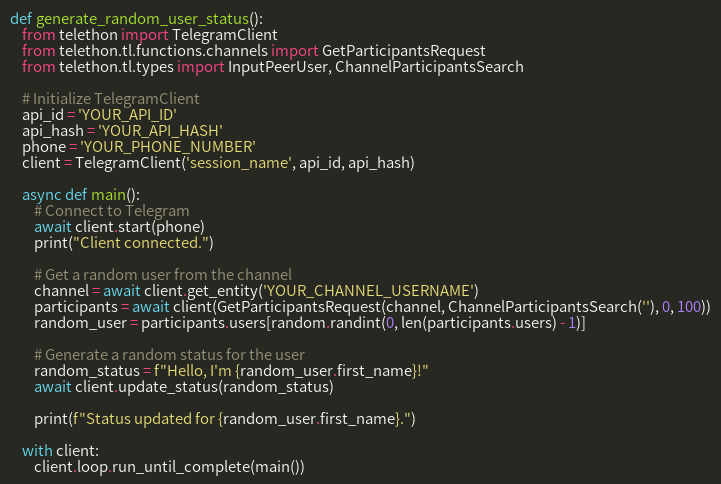 def generate_random_user_status():
from telethon import TelegramClient
from telethon.tl.functions.channels import GetParticipantsRequest
from telethon.tl.types import InputPeerUser, ChannelParticipantsSearch
# Initialize TelegramClient
api_id = 'YOUR_API_ID'
api_hash = 'YOUR_API_HASH'
phone = 'YOUR_PHONE_NUMBER'
client = TelegramClient('session_name', api_id, api_hash)
async def main():
# Connect to Telegram
await client.start(phone)
print("Client connected.")
# Get a random user from the channel
channel = await client.get_entity('YOUR_CHANNEL_USERNAME')
participants = await client(GetParticipantsRequest(channel, ChannelParticipantsSearch(''), 0, 100))
random_user = participants.users[random.randint(0, len(participants.users) - 1)]
# Generate a random status for the user
random_status = f"Hello, I'm {random_user.first_name}!"
await client.update_status(random_status)
print(f"Status updated for {random_user.first_name}.")
with client:
client.loop.run_until_complete(main())